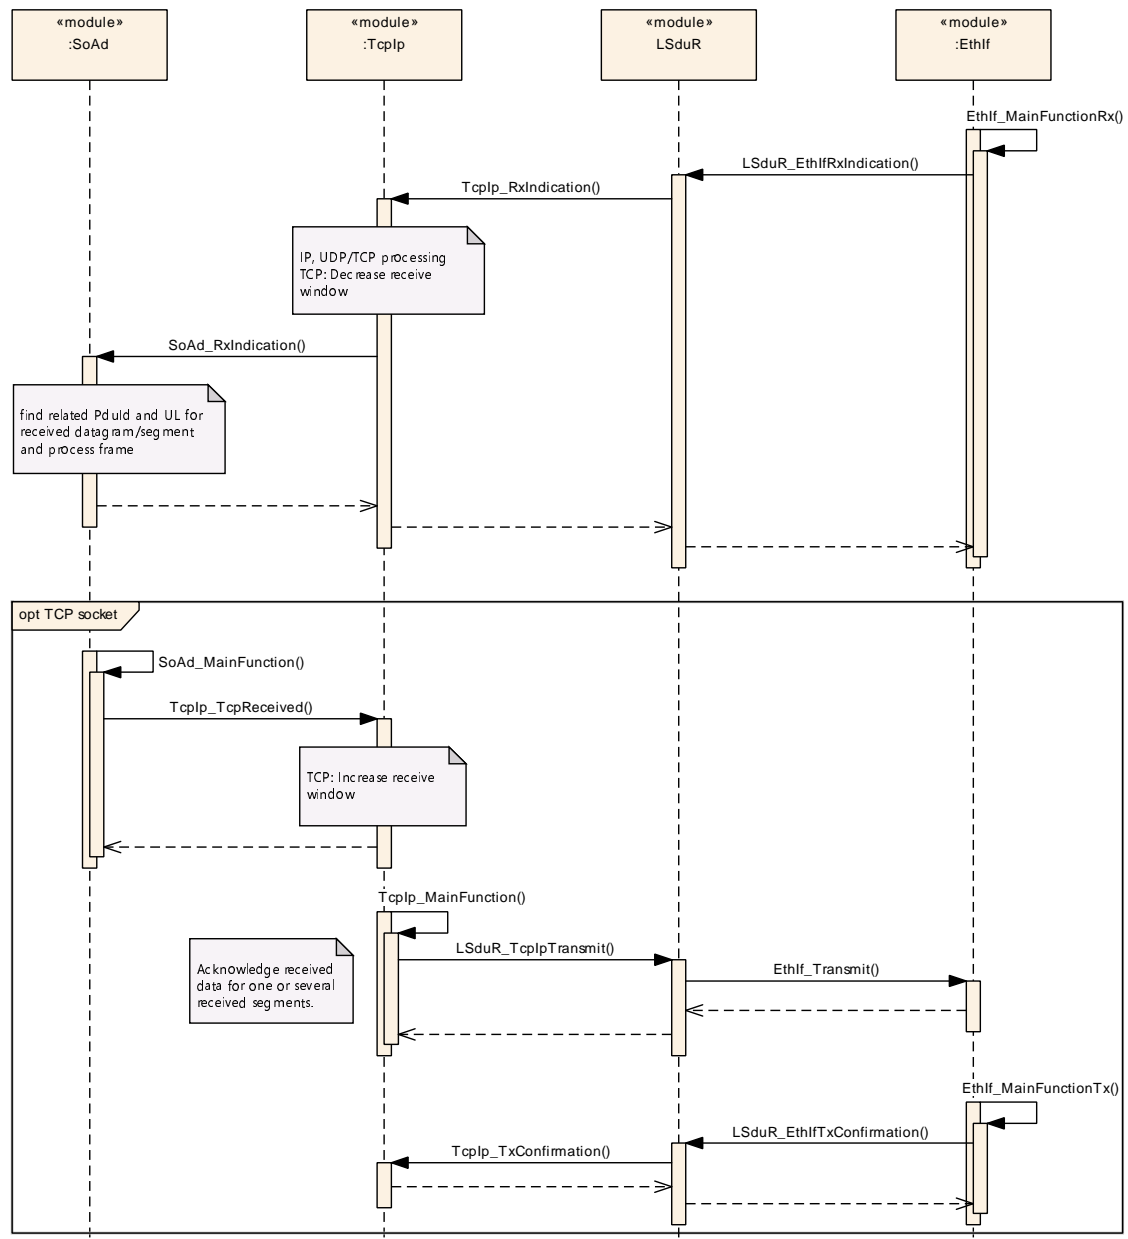 «module»
:SoAd
«module»
:TcpIp
«module»
LSduR
«module»
:EthIf
EthIf_MainFunctionRx()
LSduR_EthIfRxIndication()
TcpIp_RxIndication()
IP, UDP/TCP processing
TCP: Decrease receive
window
SoAd_RxIndication()
find related PduId and UL for
received datagram/segment
and process frame
opt TCP socket
SoAd_MainFunction()
TcpIp_TcpReceived()
TCP: Increase receive
window
TcpIp_MainFunction()
LSduR_TcpIpTransmit()
Acknowledge received
data for one or several
received segments.
EthIf_Transmit()
EthIf_MainFunctionTx()
LSduR_EthIfTxConfirmation()
TcpIp_TxConfirmation()